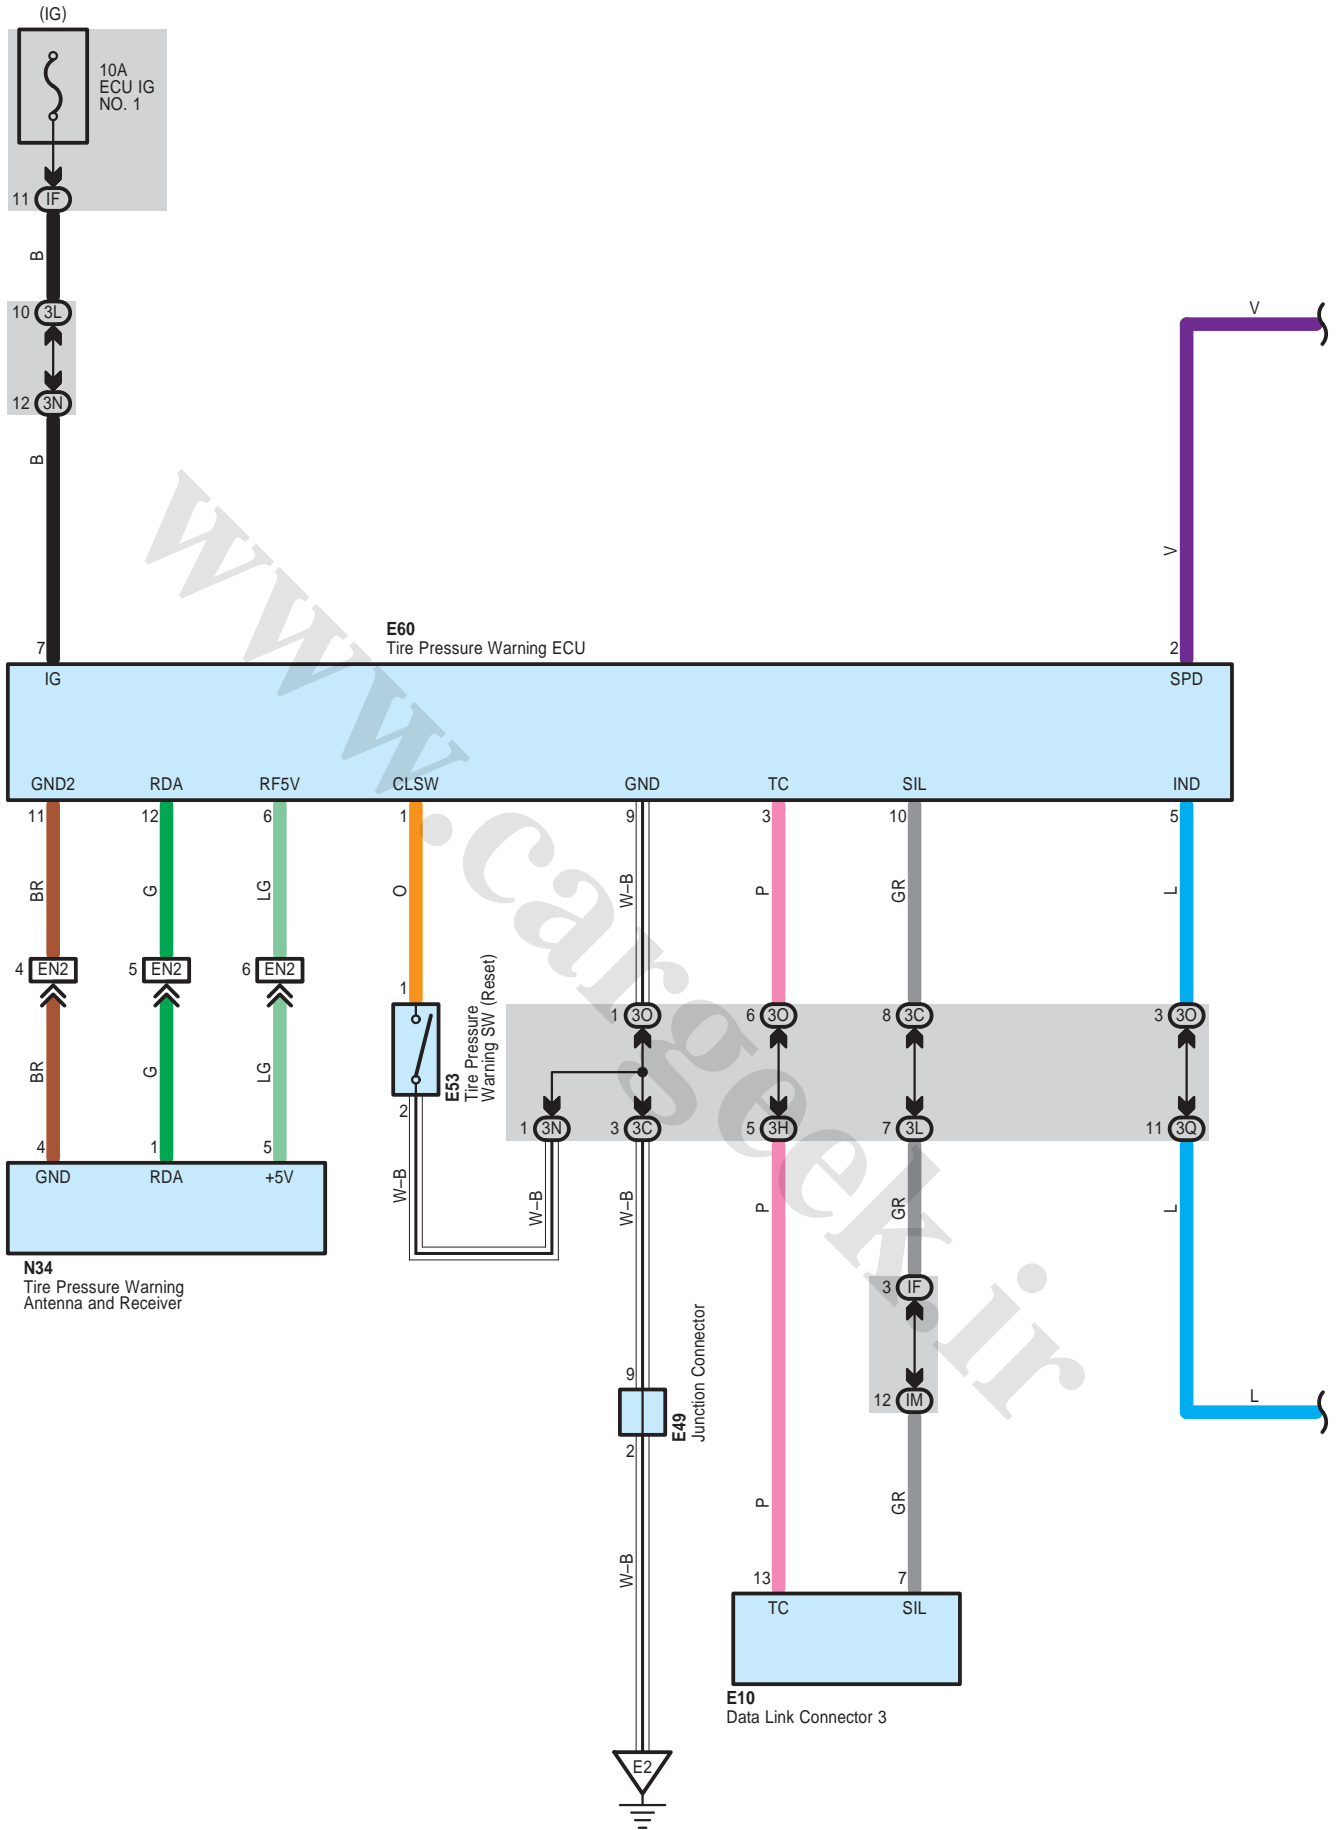 (IG)
10A
ECU IG
NO. 1
11 IF
B
10 3L
12 3N
B
V
V
E60
Tire Pressure Warning ECU
7
2
IG
SPD
GND2 RDA RF5V CLSW GND TC SIL IND
11 12 6 1 9 3 10 5
BR G LG O W–B P GR L
4 EN2 5 EN2 6 EN2
1
1 3O 6 3O 8 3C 3 3O
E53
Tire Pressure
Warning SW (Reset)
BR G LG
2
1 3N 3 3C 5 3H 7 3L 11 3Q
4 1 5
GND RDA +5V
W–B W–B W–B P GR L
N34
Tire Pressure Warning
Antenna and Receiver
3 IF
9
E49
Junction Connector
2
12 IM
L
P GR
W–B
13 7
TC SIL
E10
Data Link Connector 3
E2
www.cargeek.ir